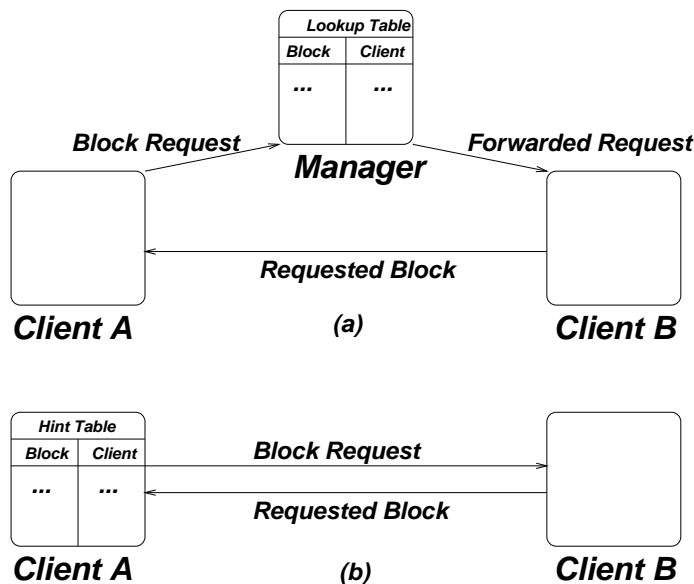 Lookup Table
Block Client
... ...
Block Request
Forwarded Request
Manager
Requested Block
Client A
(a)
Client B
Hint Table
Block Client
... ...
Block Request
Requested Block
Client A
(b)
Client B